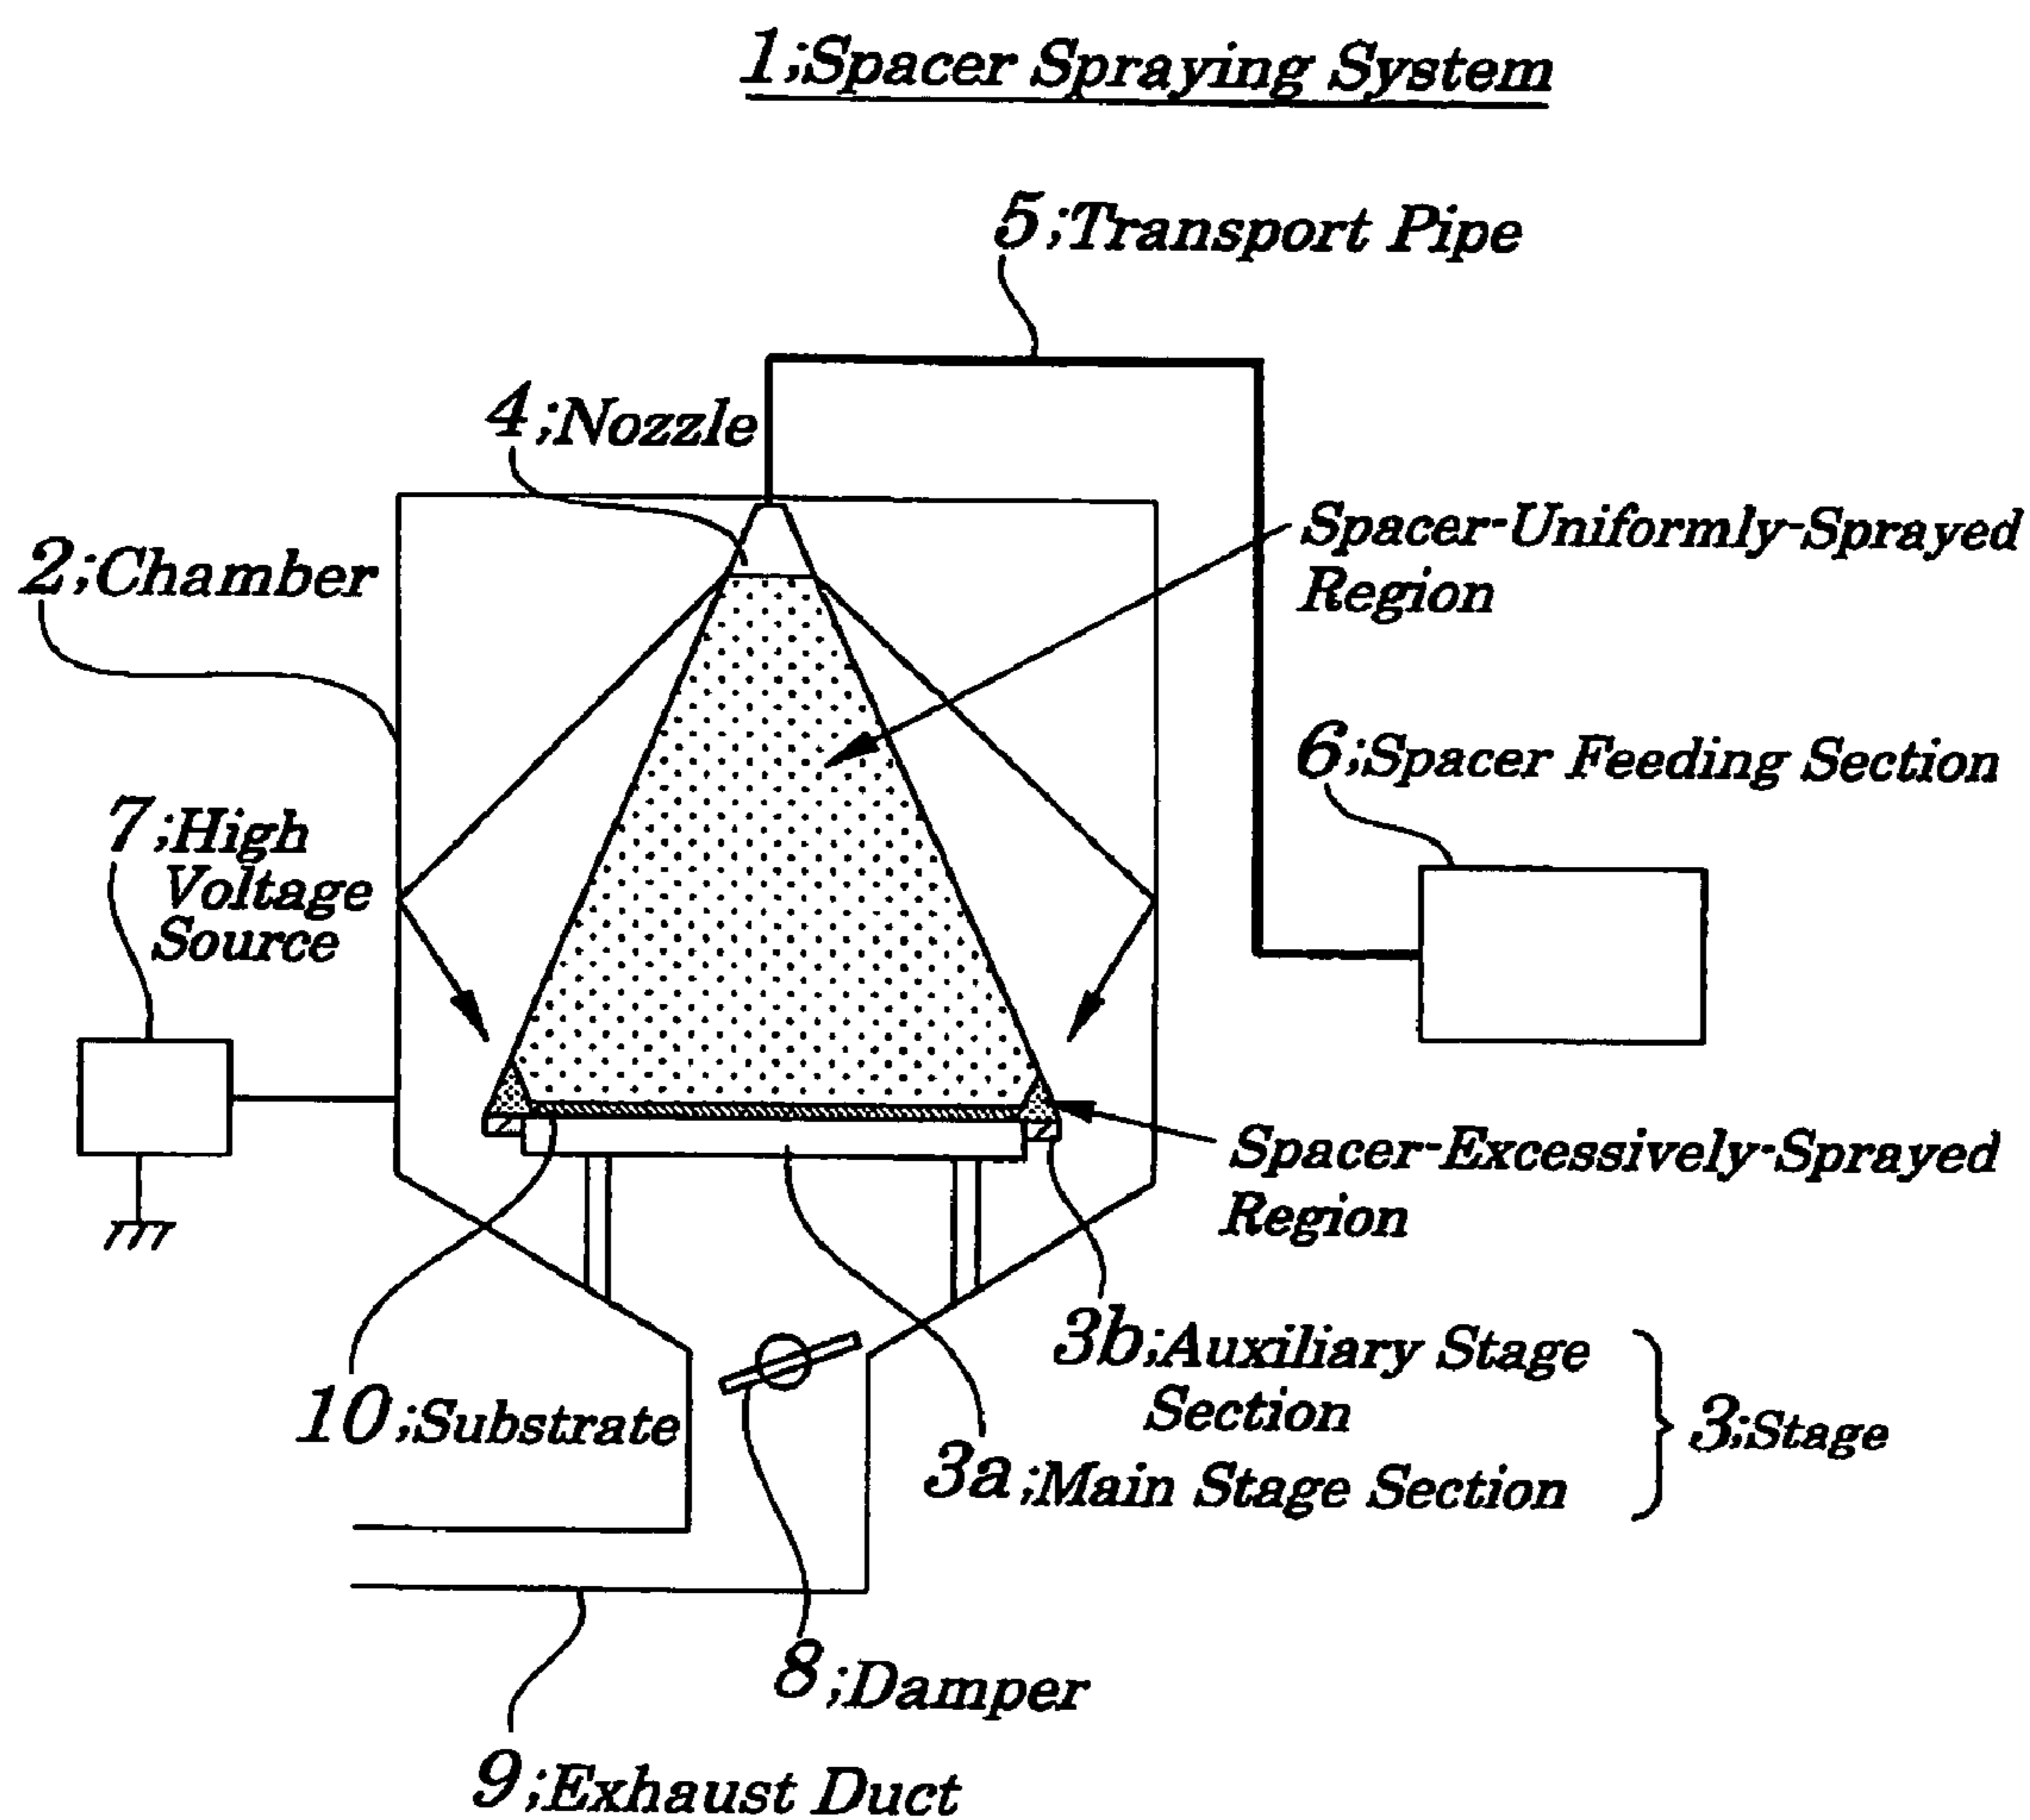 1;Spacer Spraying System
5;Transport Pipe
4;Nozzle
Spacer-Uniformly-Sprayed
Region
2;Chamber
6;Spacer Feeding Section
7;High
Voltage
Source
Spacer-Excessively-Sprayed
Region
3b;Auxiliary Stage
Section
3;Stage
10;Substrate
3a;Main Stage Section
8;Damper
9;Exhaust Duct